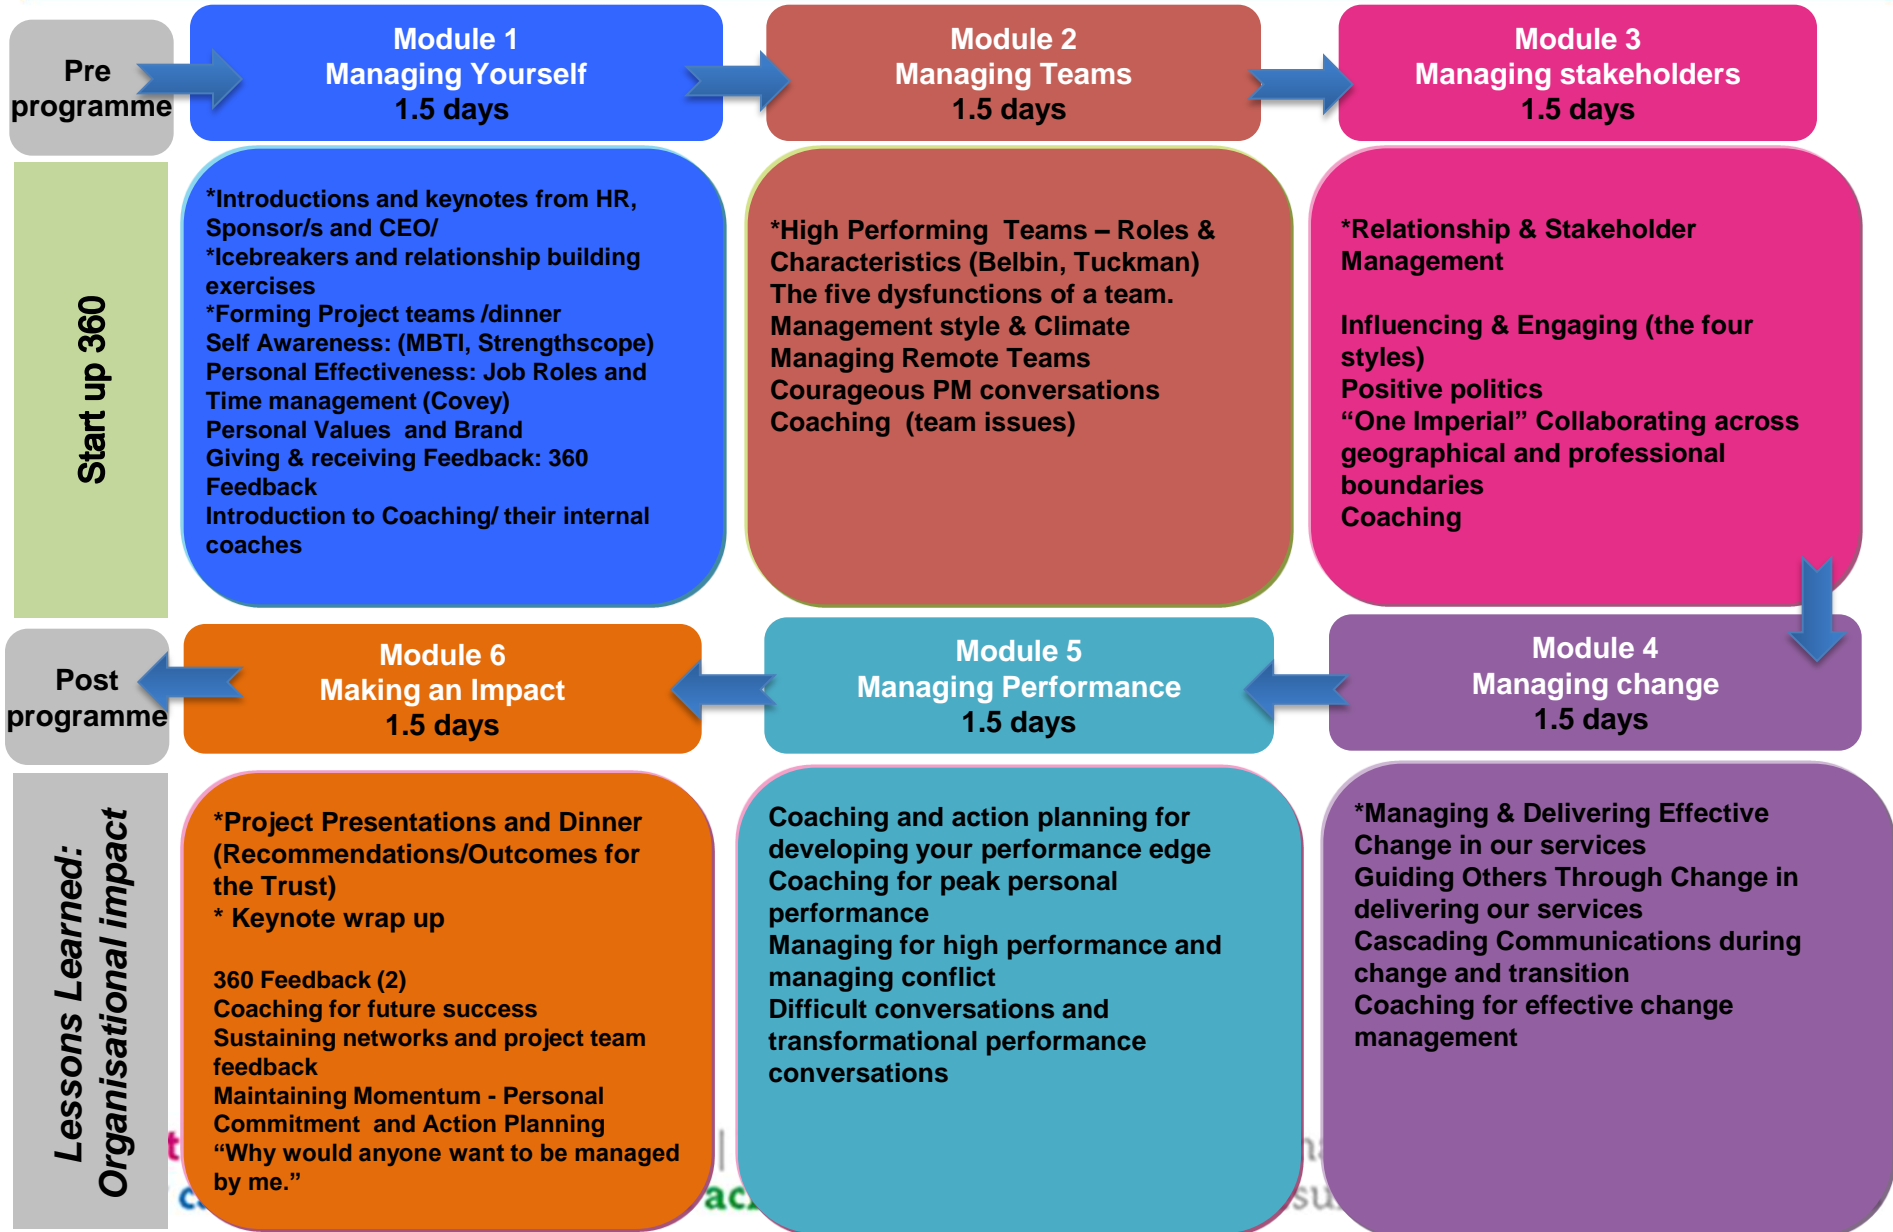 Pre
programme
Module 1
Managing Yourself
1.5 days
Module 2
Managing Teams
1.5 days
Module 3
Managing stakeholders
1.5 days
Start up 360
*Introductions and keynotes from HR,
Sponsor/s and CEO/
*Icebreakers and relationship building
exercises
*Forming Project teams /dinner
Self Awareness: (MBTI, Strengthscope)
Personal Effectiveness: Job Roles and
Time management (Covey)
Personal Values  and Brand
Giving & receiving Feedback: 360
Feedback
Introduction to Coaching/ their internal
coaches
*High Performing  Teams – Roles &
Characteristics (Belbin, Tuckman)
The five dysfunctions of a team.
Management style & Climate
Managing Remote Teams
Courageous PM conversations
Coaching  (team issues)
*Relationship & Stakeholder
Management
Influencing & Engaging (the four
styles)
Positive politics
“One Imperial” Collaborating across
geographical and professional
boundaries
Coaching
Post
programme
Module 6
Making an Impact
1.5 days
Module 5
Managing Performance
1.5 days
Module 4
Managing change
1.5 days
Lessons Learned:
Organisational impact
*Project Presentations and Dinner
(Recommendations/Outcomes for
the Trust)
* Keynote wrap up
360 Feedback (2)
Coaching for future success
Sustaining networks and project team
feedback
Maintaining Momentum - Personal
Commitment  and Action Planning
“Why would anyone want to be managed
by me.”
Coaching and action planning for
developing your performance edge
Coaching for peak personal
performance
Managing for high performance and
managing conflict
Difficult conversations and
transformational performance
conversations
*Managing & Delivering Effective
Change in our services
Guiding Others Through Change in
delivering our services
Cascading Communications during
change and transition
Coaching for effective change
management